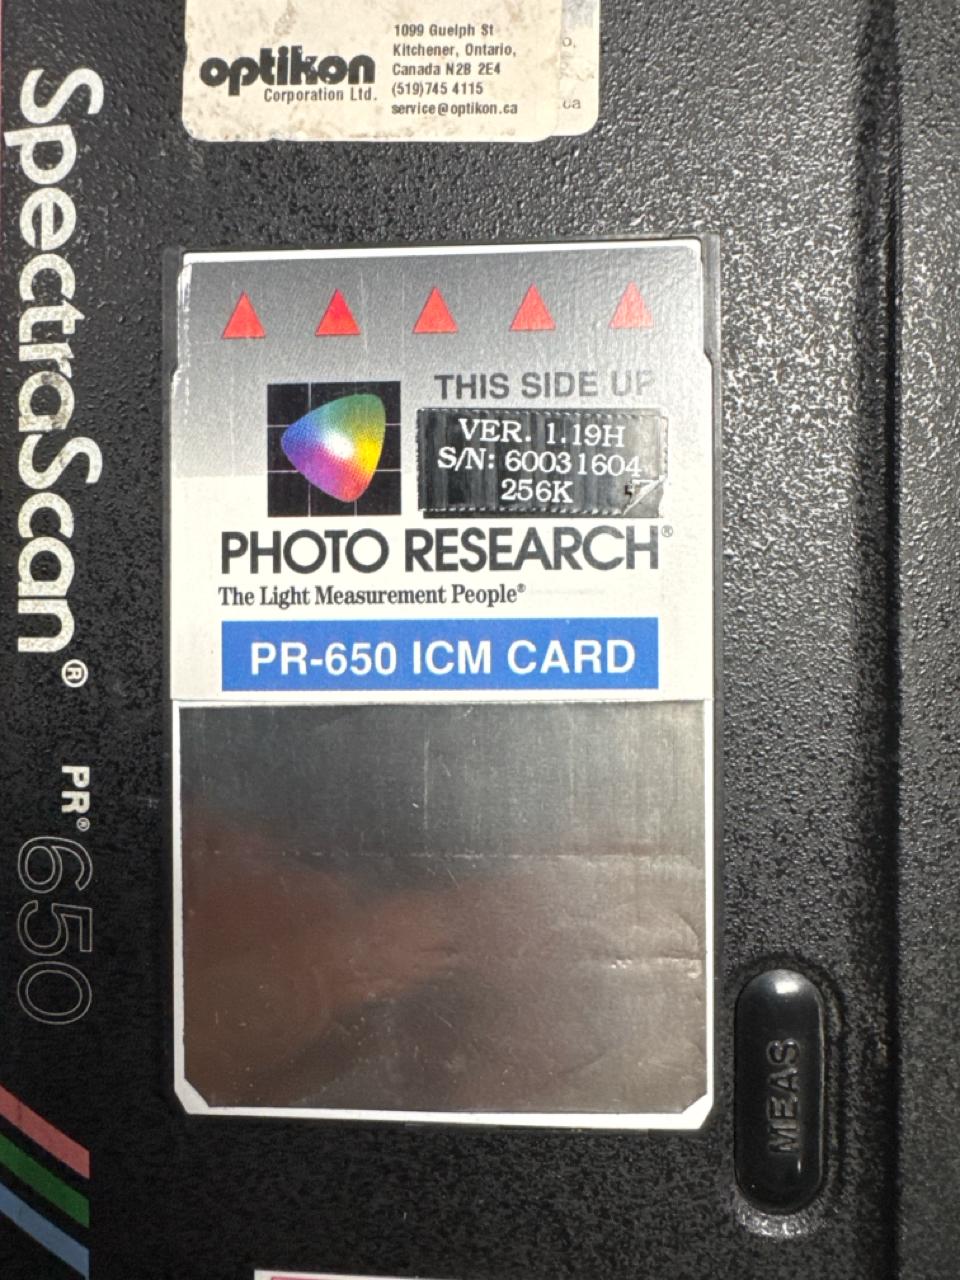 optikon
Corporation Ltd.
1099 Guelph St
Kitchener, Ontario,
Canada N2B 2E4
(519)745 4115
service@optikon.ca
ca
SpectraScan®
PR® 650
THIS SIDE UP
VER. 1.19H
S/N: 60031604
256K
PHOTO RESEARCH®
The Light Measurement People®
PR-650 ICM CARD
MEAS